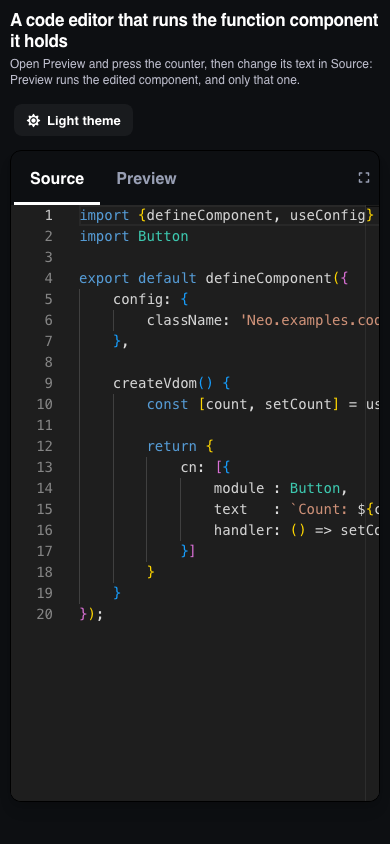 A code editor that runs the function component
it holds
Open Preview and press the counter, then change its text in Source:
Preview runs the edited component, and only that one.
Light theme
Source Preview
1 import {defineComponent, useConfig}
2 import Button
3
4 export default defineComponent({
5 config: {
6 className: 'Neo.examples.cod
7 },
8
9 createVdom() {
10 const [count, setCount] = us
11
12 return {
13 cn: [{
14 module : Button,
15 text   : `Count: ${c
16 handler: () => setCo
17 }]
18 }
19 }
20 });